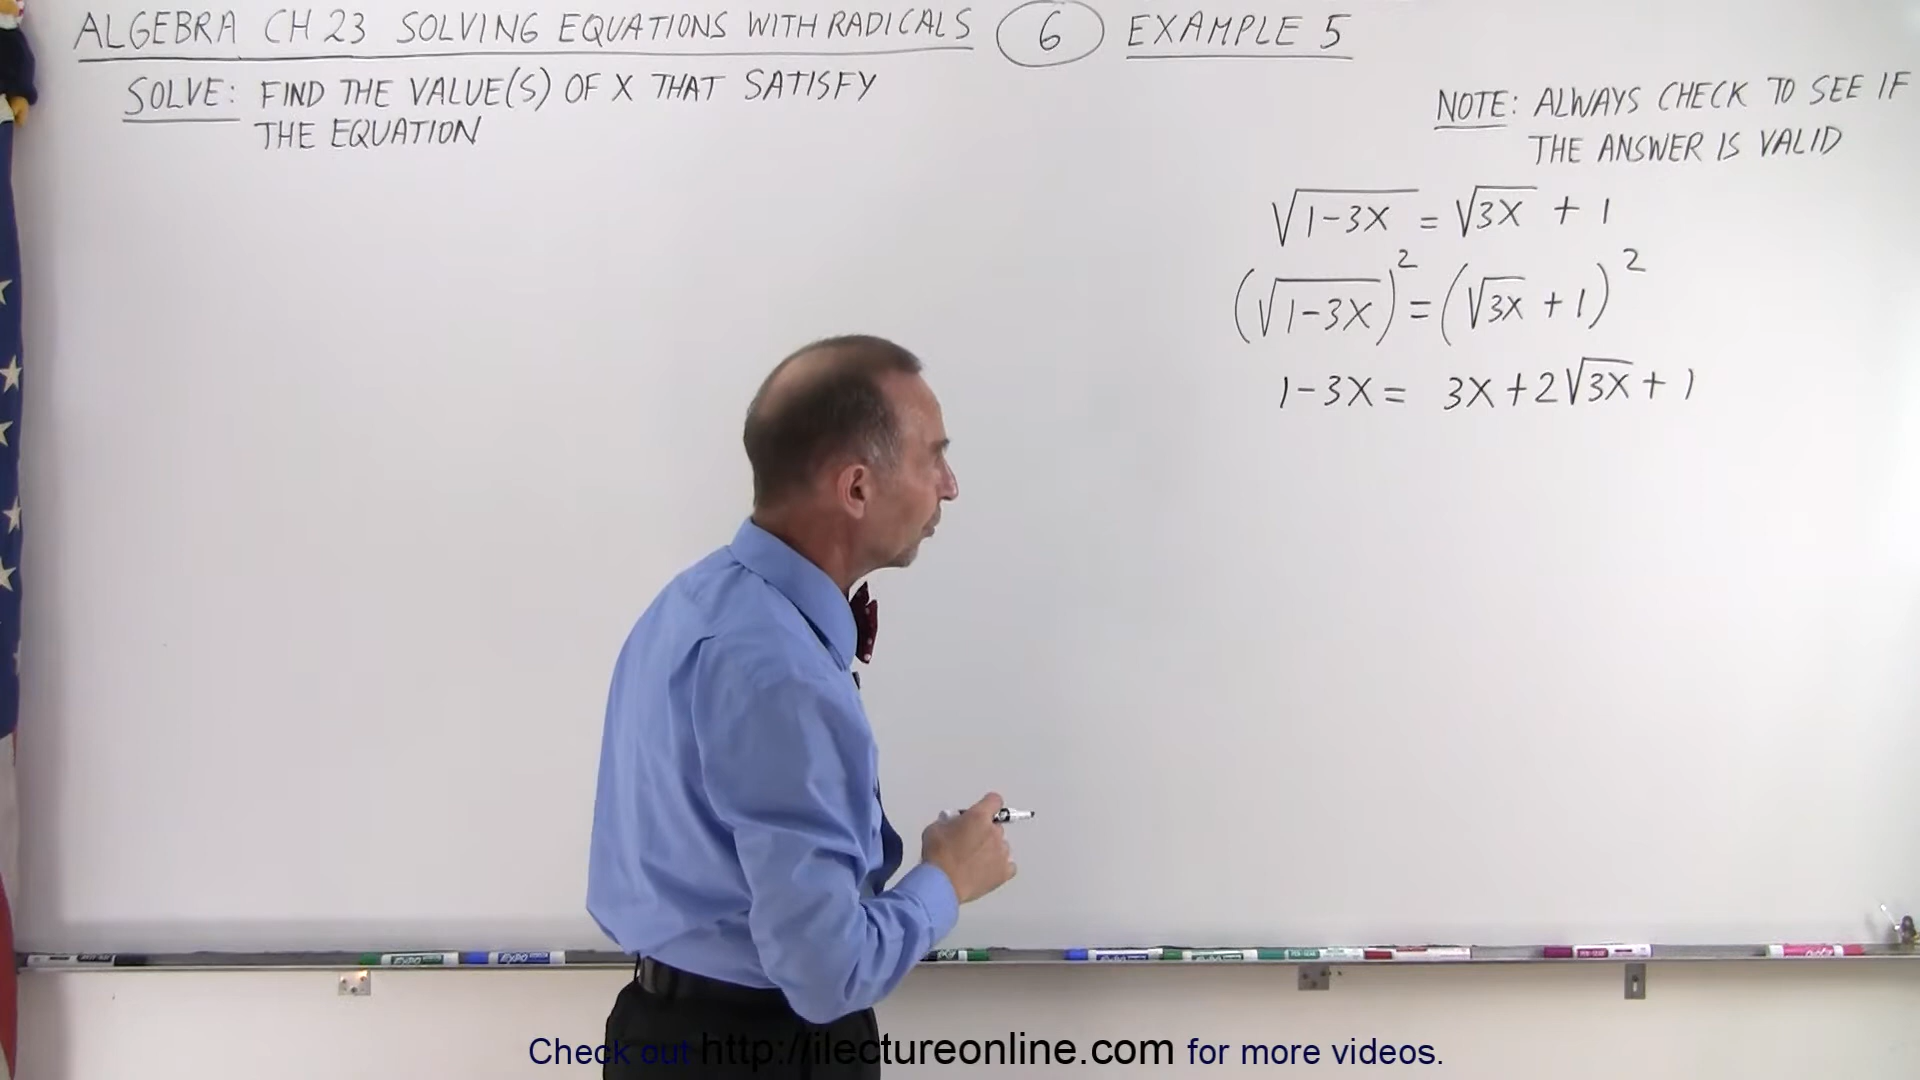 ALGEBRA CH 23 SOLVING EQUATIONS WITH RADICALS 6 EXAMPLE 5
SOLVE: FIND THE VALUE(S) OF X THAT SATISFY
THE EQUATION
NOTE: ALWAYS CHECK TO SEE IF
THE ANSWER IS VALID
√(1-3X) = √(3X) + 1
(√(1-3X))² = (√(3X) + 1)²
1-3X = 3X + 2√(3X) + 1
EXPO EXPO
Check out http://ilectureonline.com for more videos.